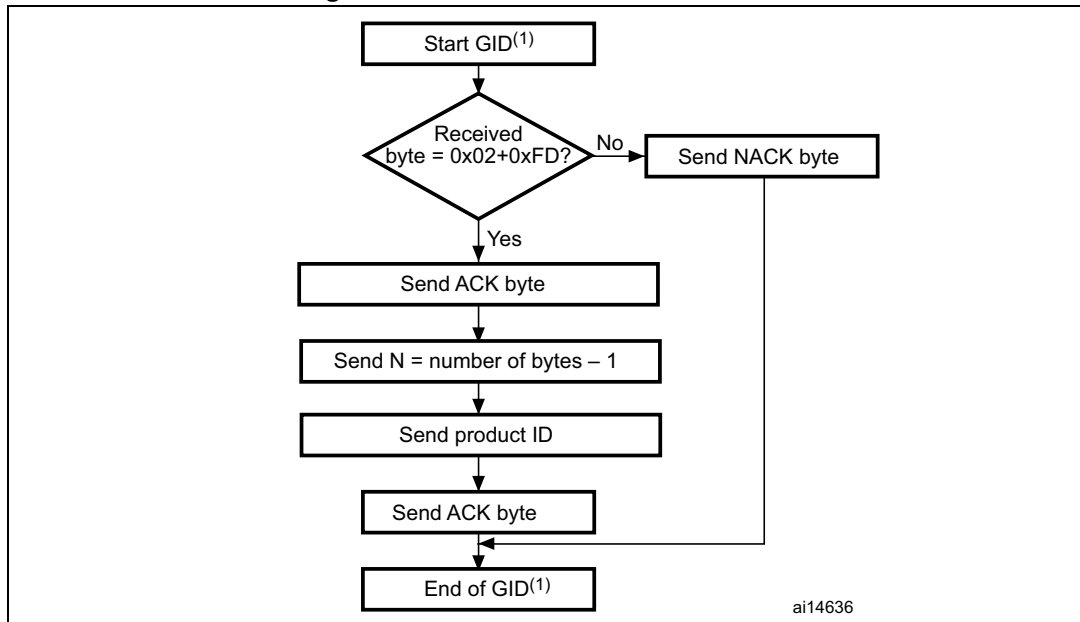 Start GID(1)
Received
byte = 0x02+0xFD?
No
Send NACK byte
Yes
Send ACK byte
Send N = number of bytes – 1
Send product ID
Send ACK byte
End of GID(1)
ai14636